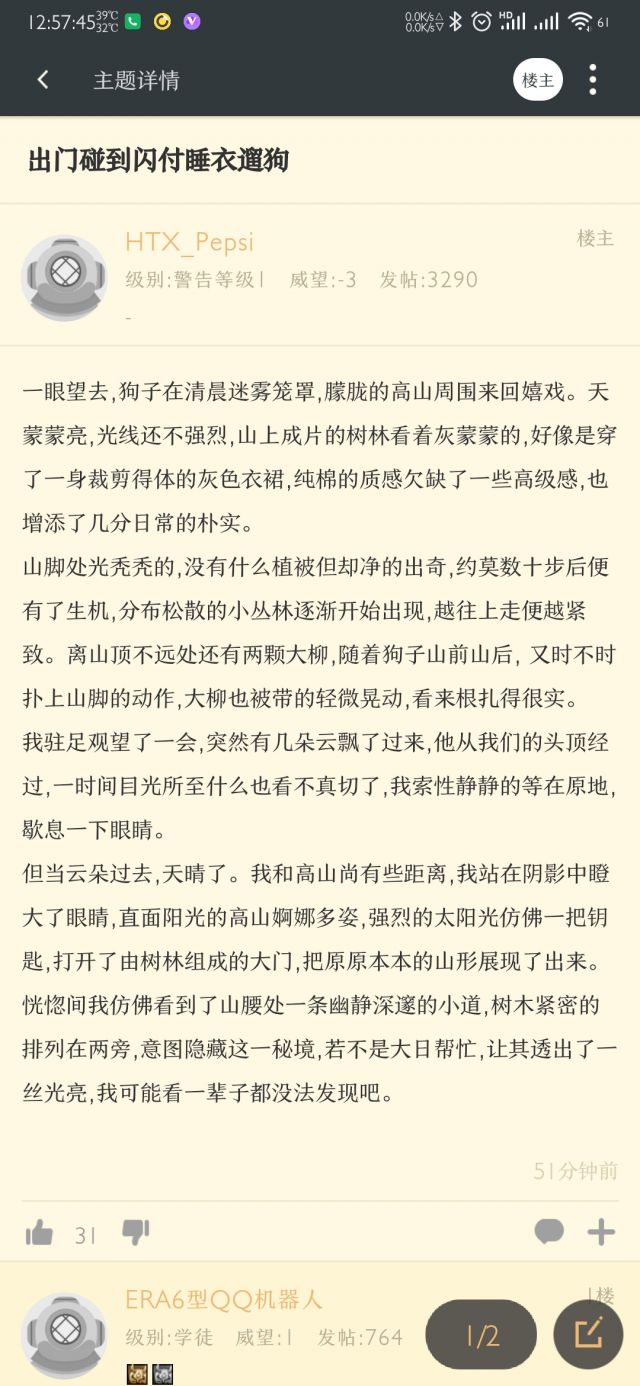 12:57:45 39℃ 32℃ 0.0K/s△ 0.0K/s▽ HD 61
主题详情 楼主
出门碰到闪付睡衣遛狗
HTX_Pepsi 楼主
级别:警告等级1 威望:-3 发帖:3290
-
一眼望去,狗子在清晨迷雾笼罩,朦胧的高山周围来回嬉戏。天
蒙蒙亮,光线还不强烈,山上成片的树林看着灰蒙蒙的,好像是穿
了一身裁剪得体的灰色衣裙,纯棉的质感欠缺了一些高级感,也
增添了几分日常的朴实。
山脚处光秃秃的,没有什么植被但却净的出奇,约莫数十步后便
有了生机,分布松散的小丛林逐渐开始出现,越往上走便越紧
致。离山顶不远处还有两颗大柳,随着狗子山前山后, 又时不时
扑上山脚的动作,大柳也被带的轻微晃动,看来根扎得很实。
我驻足观望了一会,突然有几朵云飘了过来,他从我们的头顶经
过,一时间目光所至什么也看不真切了,我索性静静的等在原地,
歇息一下眼睛。
但当云朵过去,天晴了。我和高山尚有些距离,我站在阴影中瞪
大了眼睛,直面阳光的高山婀娜多姿,强烈的太阳光仿佛一把钥
匙,打开了由树林组成的大门,把原原本本的山形展现了出来。
恍惚间我仿佛看到了山腰处一条幽静深邃的小道,树木紧密的
排列在两旁,意图隐藏这一秘境,若不是大日帮忙,让其透出了一
丝光亮,我可能看一辈子都没法发现吧。
51分钟前
31
ERA6型QQ机器人 1楼
级别:学徒 威望:1 发帖:764
1/2